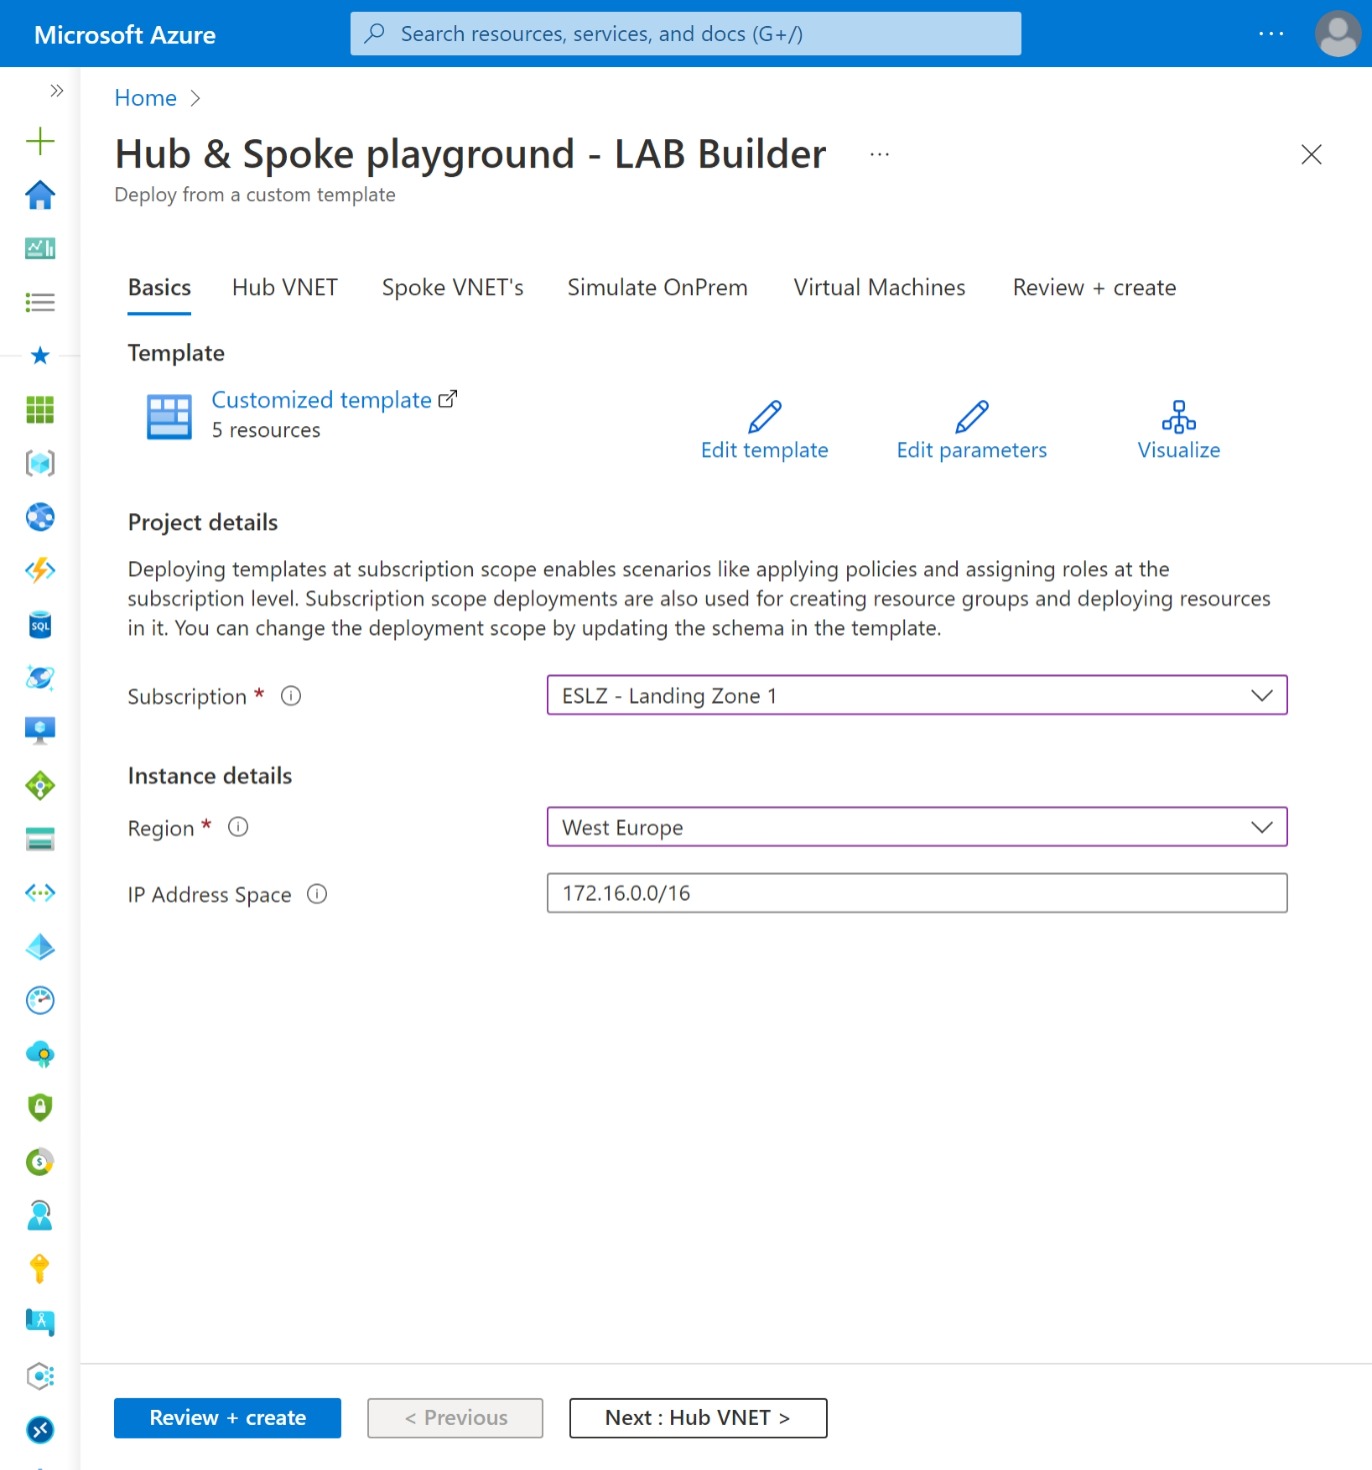 Microsoft Azure
Search resources, services, and docs (G+/)
Home
Hub & Spoke playground - LAB Builder
Deploy from a custom template
Basics
Hub VNET
Spoke VNET's
Simulate OnPrem
Virtual Machines
Review + create
Template
Customized template
5 resources
Edit template
Edit parameters
Visualize
Project details
Deploying templates at subscription scope enables scenarios like applying policies and assigning roles at the
subscription level. Subscription scope deployments are also used for creating resource groups and deploying resources
in it. You can change the deployment scope by updating the schema in the template.
Subscription *
ESLZ - Landing Zone 1
Instance details
Region *
West Europe
IP Address Space
172.16.0.0/16
SQL
Review + create
< Previous
Next : Hub VNET >